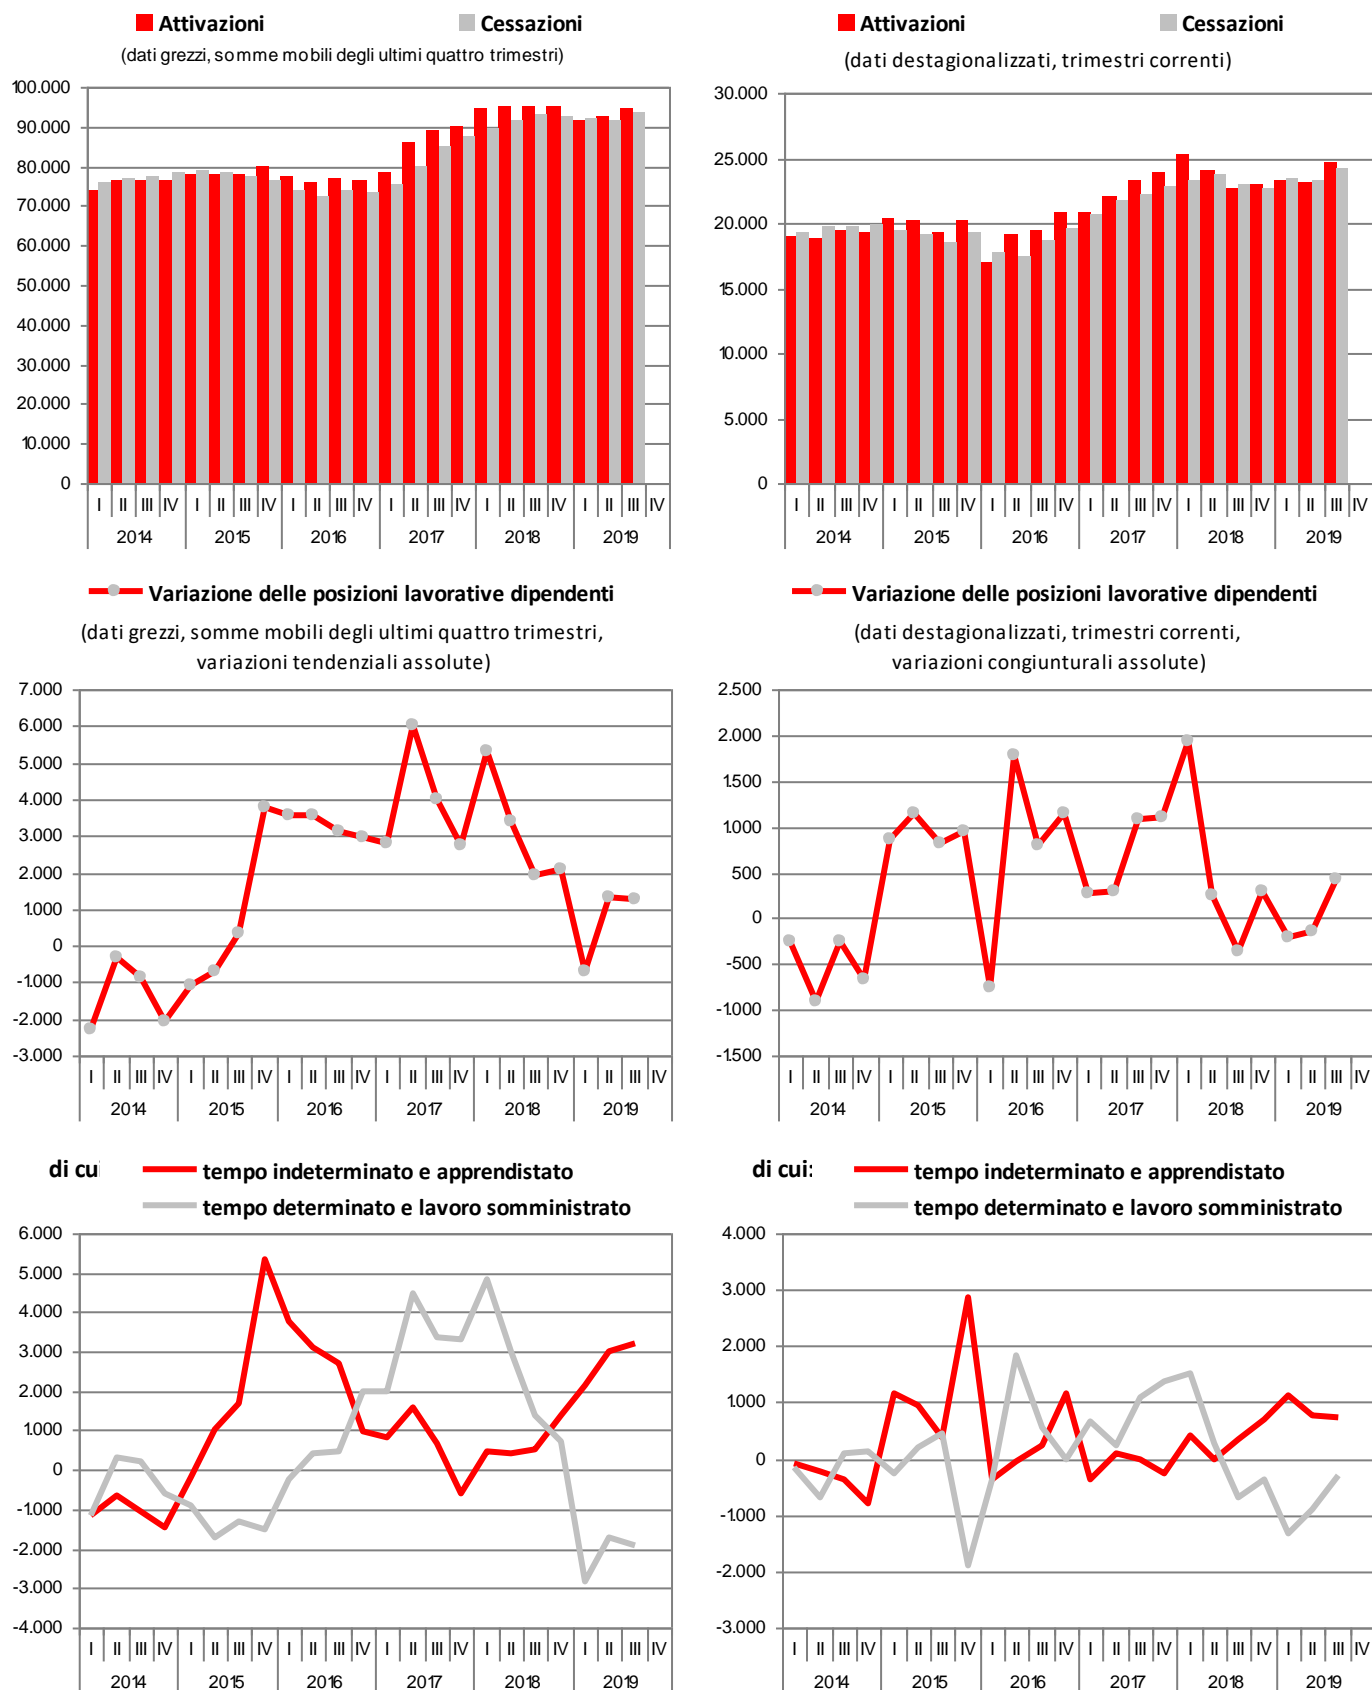 Attivazioni Cessazioni
(dati grezzi, somme mobili degli ultimi quattro trimestri)
100.000
90.000
80.000
70.000
60.000
50.000
40.000
30.000
20.000
10.000
0
I II III IV I II III IV I II III IV I II III IV I II III IV I II III IV
2014 2015 2016 2017 2018 2019
Attivazioni Cessazioni
(dati destagionalizzati, trimestri correnti)
30.000
25.000
20.000
15.000
10.000
5.000
0
I II III IV I II III IV I II III IV I II III IV I II III IV I II III IV
2014 2015 2016 2017 2018 2019
Variazione delle posizioni lavorative dipendenti
(dati grezzi, somme mobili degli ultimi quattro trimestri,
variazioni tendenziali assolute)
7.000
6.000
5.000
4.000
3.000
2.000
1.000
0
-1.000
-2.000
-3.000
I II III IV I II III IV I II III IV I II III IV I II III IV I II III IV
2014 2015 2016 2017 2018 2019
Variazione delle posizioni lavorative dipendenti
(dati destagionalizzati, trimestri correnti,
variazioni congiunturali assolute)
2.500
2.000
1.500
1.000
500
0
-500
-1.000
-1.500
I II III IV I II III IV I II III IV I II III IV I II III IV I II III IV
2014 2015 2016 2017 2018 2019
di cui
tempo indeterminato e apprendistato
tempo determinato e lavoro somministrato
6.000
5.000
4.000
3.000
2.000
1.000
0
-1.000
-2.000
-3.000
-4.000
I II III IV I II III IV I II III IV I II III IV I II III IV I II III IV
2014 2015 2016 2017 2018 2019
di cui:
tempo indeterminato e apprendistato
tempo determinato e lavoro somministrato
4.000
3.000
2.000
1.000
0
-1.000
-2.000
-3.000
I II III IV I II III IV I II III IV I II III IV I II III IV I II III IV
2014 2015 2016 2017 2018 2019